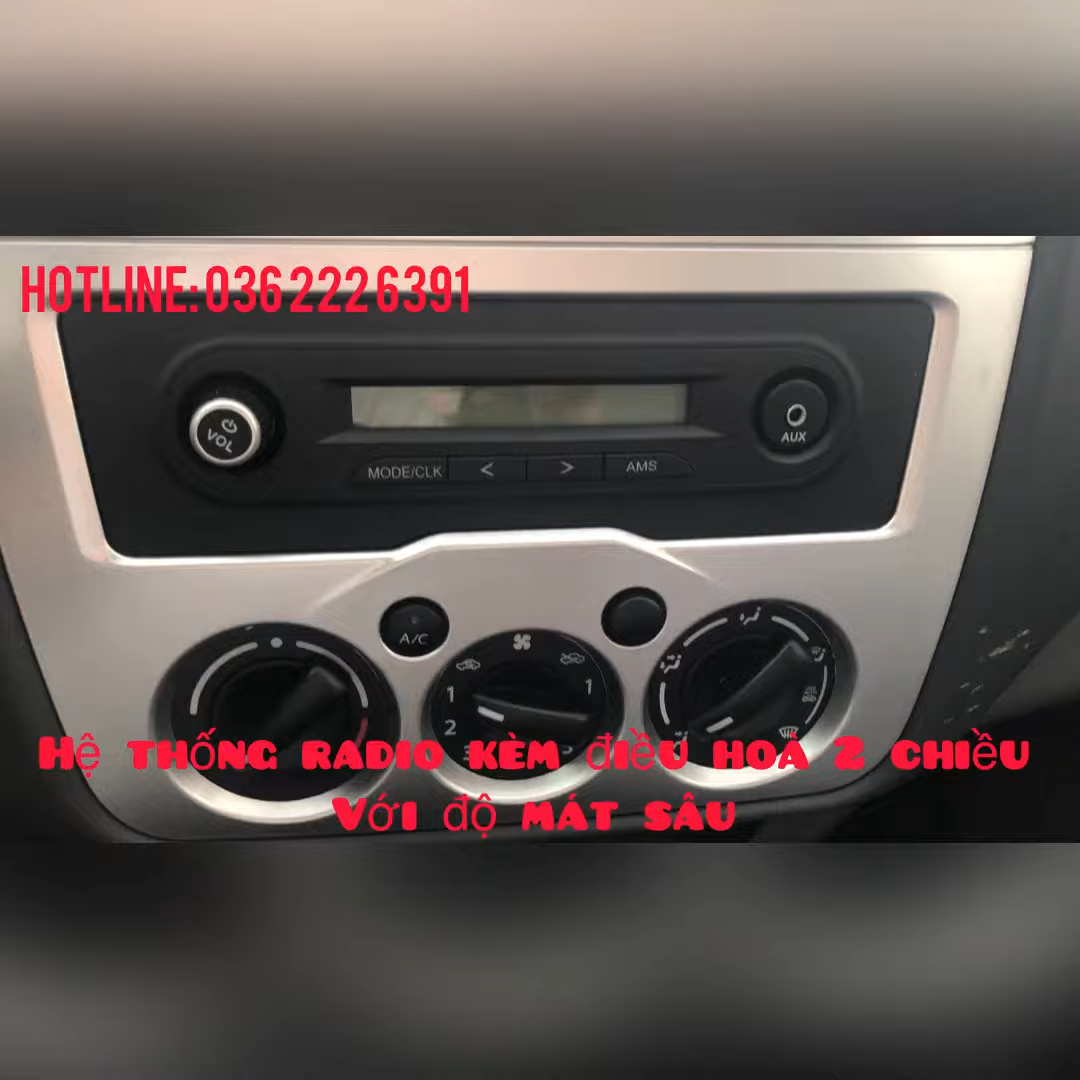 HOTLINE: 036 222 6391
VOL
AUX
MODE/CLK < > AMS
A/C
1 1
2
Hệ thống radio kèm điều hoà 2 chiều
Với độ mát sâu